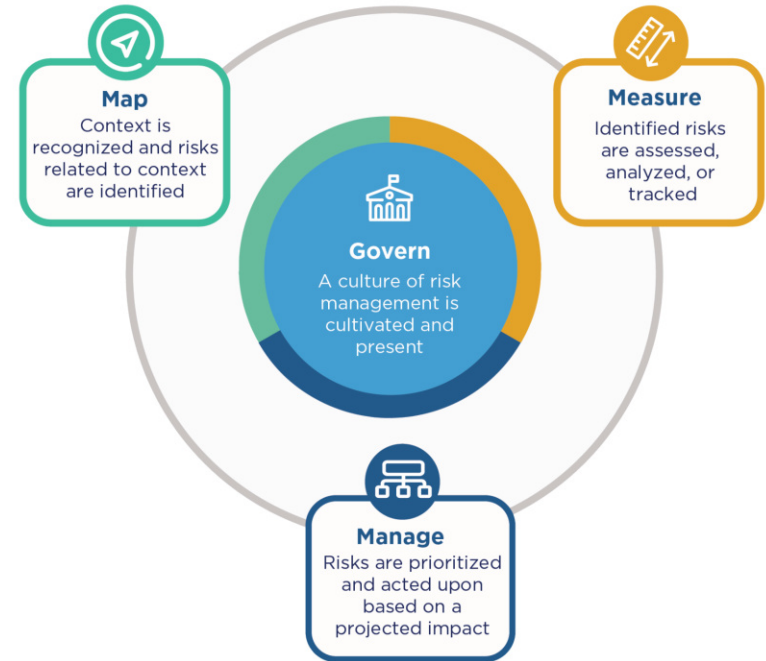 Map
Context is
recognized and risks
related to context
are identified
Measure
Identified risks
are assessed,
analyzed, or
tracked
Govern
A culture of risk
management is
cultivated and
present
Manage
Risks are prioritized
and acted upon
based on a
projected impact